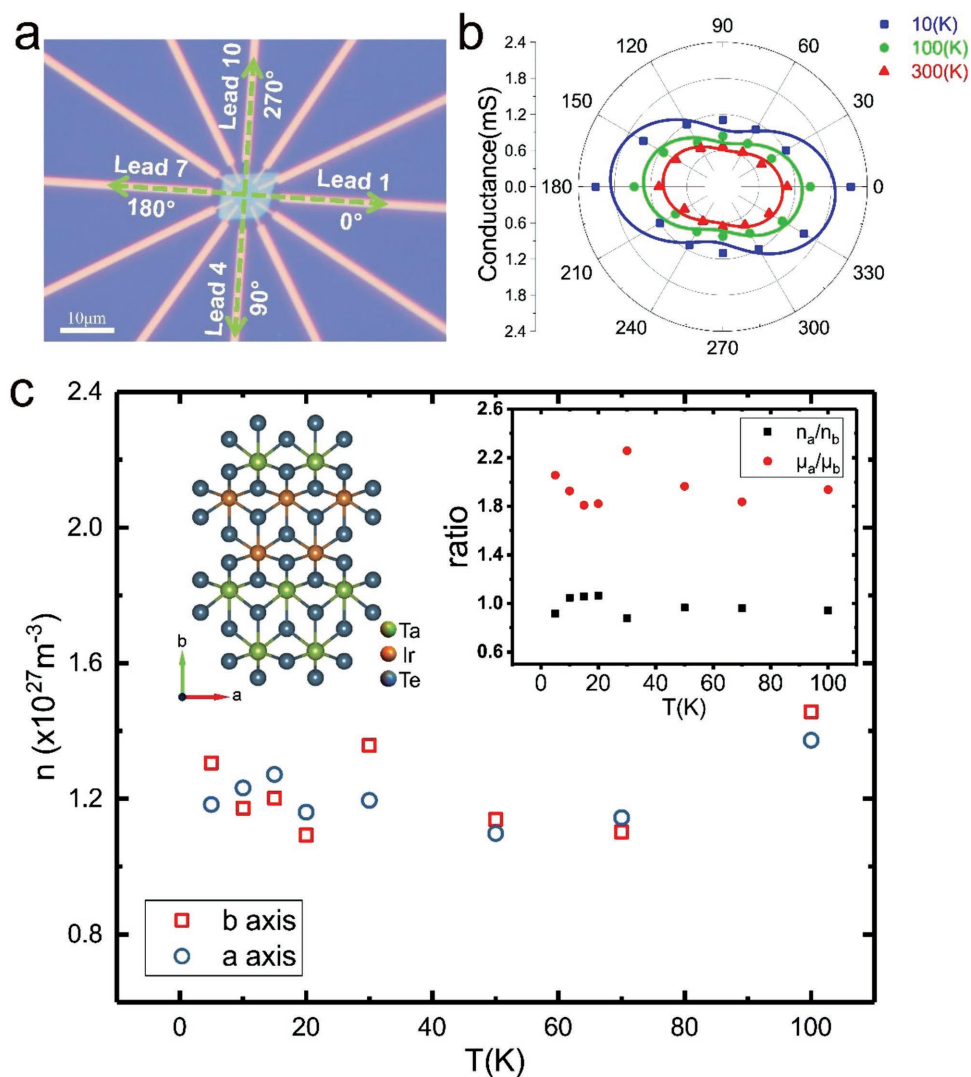 a
Lead 10
270°
Lead 7
180°
Lead 1
0°
Lead 4
90°
10μm
b
Conductance(mS)
2.4
1.8
1.2
0.6
0.0
0.6
1.2
1.8
2.4
90
120
60
150
30
180
0
210
330
240
300
270
10(K)
100(K)
300(K)
c
n (x10²⁷m⁻³)
2.4
2.0
1.6
1.2
0.8
0
20
40
60
80
100
T(K)
b axis
a axis
b
a
Ta
Ir
Te
ratio
2.6
2.2
1.8
1.4
1.0
0.6
0
20
40
60
80
100
T(K)
nₐ/n_b
μₐ/μ_b